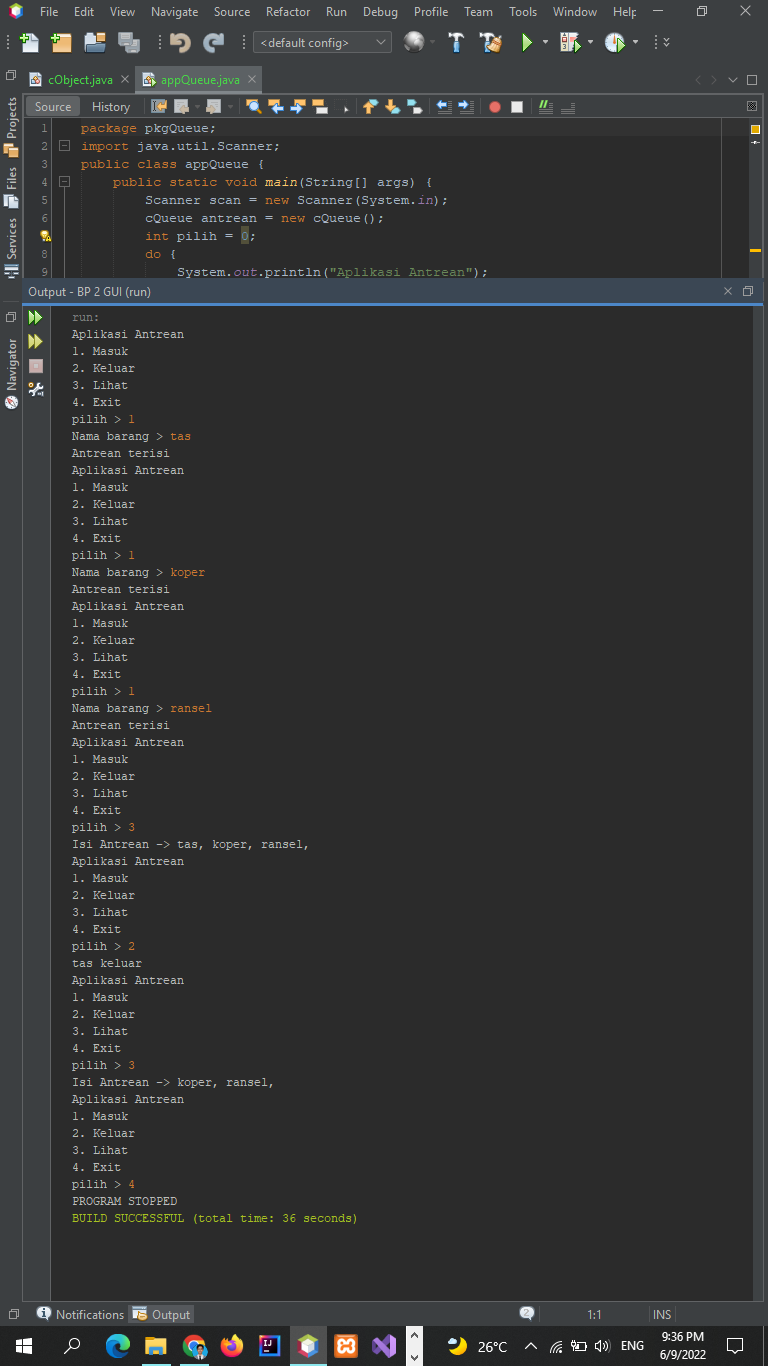 File Edit View Navigate Source Refactor Run Debug Profile Team Tools Window Help
<default config>
cObject.java appQueue.java
Source History
Projects
Files
Services
Navigator
1 package pkgQueue;
2 import java.util.Scanner;
3 public class appQueue {
4 public static void main(String[] args) {
5 Scanner scan = new Scanner(System.in);
6 cQueue antrean = new cQueue();
int pilih = 0;
8 do {
9 System.out.println("Aplikasi Antrean");
Output - BP 2 GUI (run)
run:
Aplikasi Antrean
1. Masuk
2. Keluar
3. Lihat
4. Exit
pilih > 1
Nama barang > tas
Antrean terisi
Aplikasi Antrean
1. Masuk
2. Keluar
3. Lihat
4. Exit
pilih > 1
Nama barang > koper
Antrean terisi
Aplikasi Antrean
1. Masuk
2. Keluar
3. Lihat
4. Exit
pilih > 1
Nama barang > ransel
Antrean terisi
Aplikasi Antrean
1. Masuk
2. Keluar
3. Lihat
4. Exit
pilih > 3
Isi Antrean -> tas, koper, ransel,
Aplikasi Antrean
1. Masuk
2. Keluar
3. Lihat
4. Exit
pilih > 2
tas keluar
Aplikasi Antrean
1. Masuk
2. Keluar
3. Lihat
4. Exit
pilih > 3
Isi Antrean -> koper, ransel,
Aplikasi Antrean
1. Masuk
2. Keluar
3. Lihat
4. Exit
pilih > 4
PROGRAM STOPPED
BUILD SUCCESSFUL (total time: 36 seconds)
Notifications Output 2 1:1 INS
26°C ENG 9:36 PM
6/9/2022